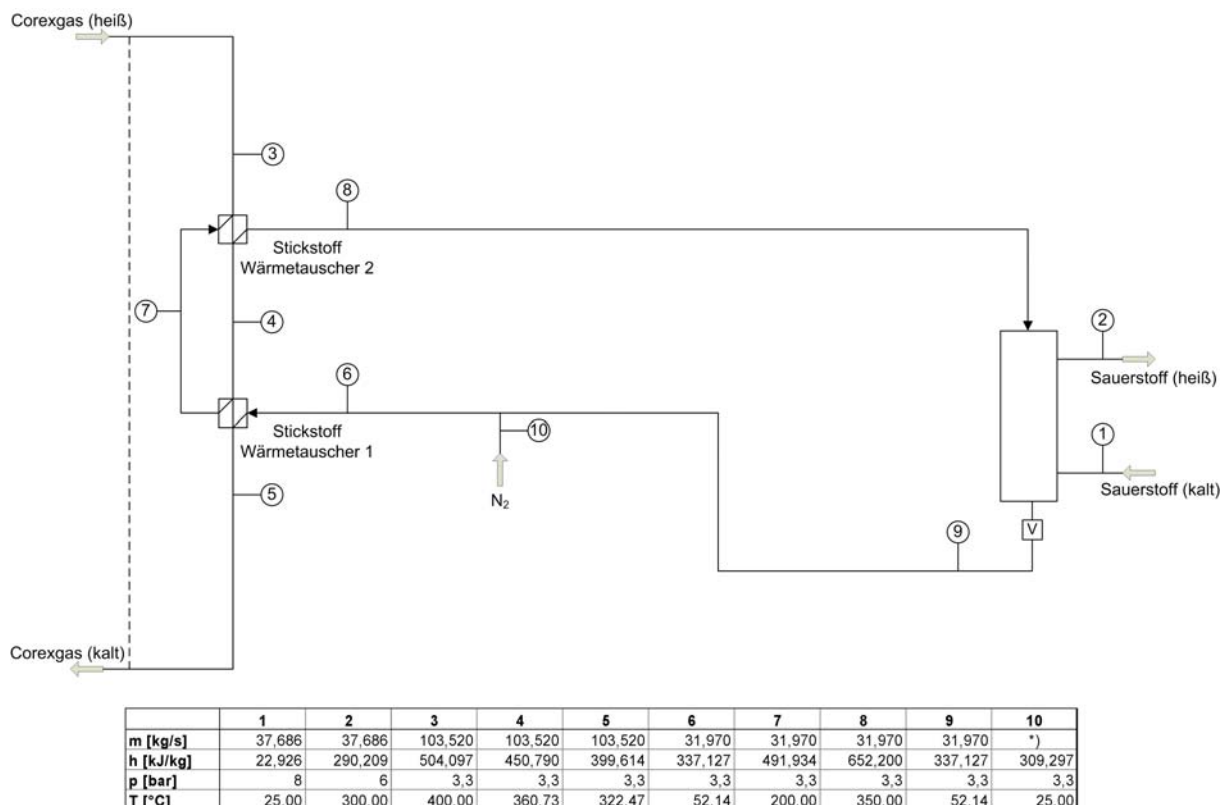 Corexgas (heiß)
3
8
Stickstoff
Wärmetauscher 2
7
4
2
Sauerstoff (heiß)
6
1
Stickstoff
Wärmetauscher 1
10
Sauerstoff (kalt)
5
N₂
V
9
Corexgas (kalt)
1 2 3 4 5 6 7 8 9 10
m [kg/s] 37,686 37,686 103,520 103,520 103,520 31,970 31,970 31,970 31,970 *)
h [kJ/kg] 22,926 290,209 504,097 450,790 399,614 337,127 491,934 652,200 337,127 309,297
p [bar] 8 6 3,3 3,3 3,3 3,3 3,3 3,3 3,3 3,3
T [°C] 25,00 300,00 400,00 360,73 322,47 52,14 200,00 350,00 52,14 25,00